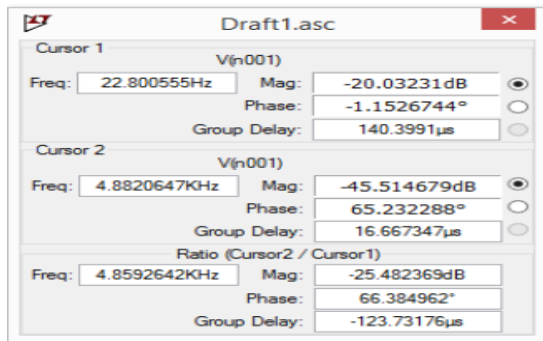 Draft1.asc
Cursor 1
V(n001)
Freq: 22.800555Hz Mag: -20.03231dB
Phase: -1.1526744°
Group Delay: 140.3991µs
Cursor 2
V(n001)
Freq: 4.8820647KHz Mag: -45.514679dB
Phase: 65.232288°
Group Delay: 16.667347µs
Ratio (Cursor2 / Cursor1)
Freq: 4.8592642KHz Mag: -25.482369dB
Phase: 66.384962°
Group Delay: -123.73176µs